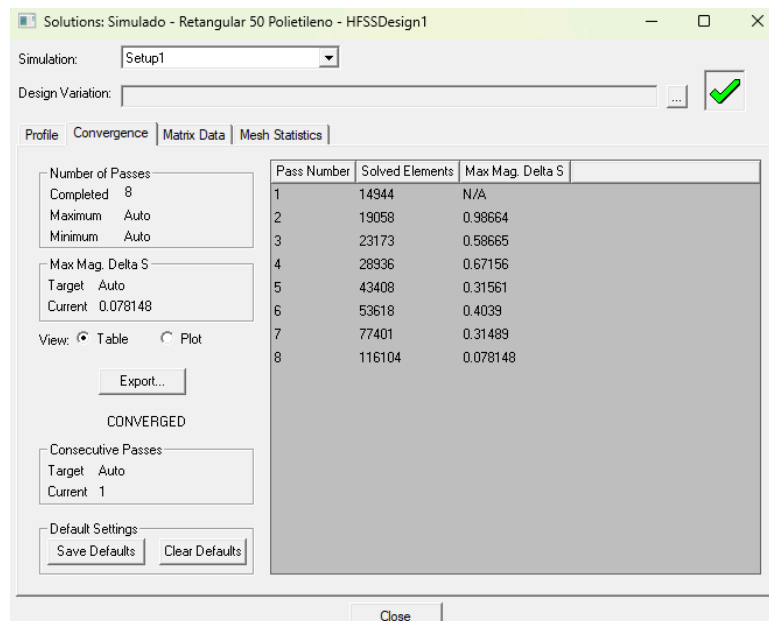 Solutions: Simulado - Retangular 50 Polietileno - HFSSDesign1
Simulation: Setup1
Design Variation: ...
Profile Convergence Matrix Data Mesh Statistics
Number of Passes
Completed 8
Maximum Auto
Minimum Auto
Max Mag. Delta S
Target Auto
Current 0.078148
View: Table Plot
Export...
CONVERGED
Consecutive Passes
Target Auto
Current 1
Default Settings
Save Defaults Clear Defaults
Pass Number Solved Elements Max Mag. Delta S
1 14944 N/A
2 19058 0.98664
3 23173 0.58665
4 28936 0.67156
5 43408 0.31561
6 53618 0.4039
7 77401 0.31489
8 116104 0.078148
Close